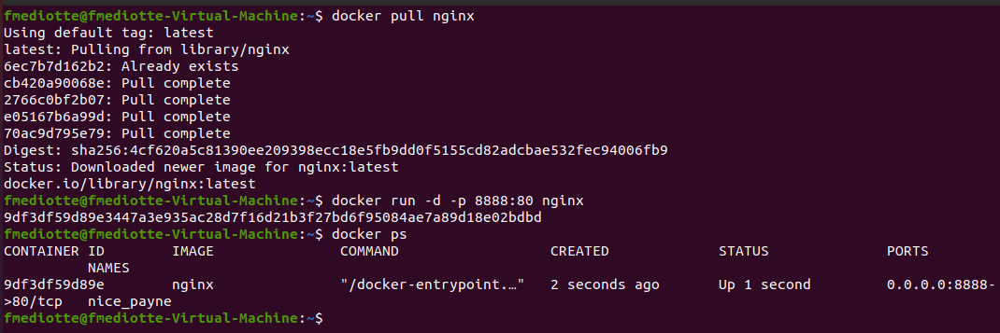 fmediotte@fmediotte-Virtual-Machine:~$ docker pull nginx
Using default tag: latest
latest: Pulling from library/nginx
6ec7b7d162b2: Already exists
cb420a90068e: Pull complete
2766c0bf2b07: Pull complete
e05167b6a99d: Pull complete
70ac9d795e79: Pull complete
Digest: sha256:4cf620a5c81390ee209398ecc18e5fb9dd0f5155cd82adcbae532fec94006fb9
Status: Downloaded newer image for nginx:latest
docker.io/library/nginx:latest
fmediotte@fmediotte-Virtual-Machine:~$ docker run -d -p 8888:80 nginx
9df3df59d89e3447a3e935ac28d7f16d21b3f27bd6f95084ae7a89d18e02bdbd
fmediotte@fmediotte-Virtual-Machine:~$ docker ps
CONTAINER ID        IMAGE               COMMAND                  CREATED             STATUS              PORTS
          NAMES
9df3df59d89e        nginx               "/docker-entrypoint.…"   2 seconds ago       Up 1 second         0.0.0.0:8888-
>80/tcp   nice_payne
fmediotte@fmediotte-Virtual-Machine:~$